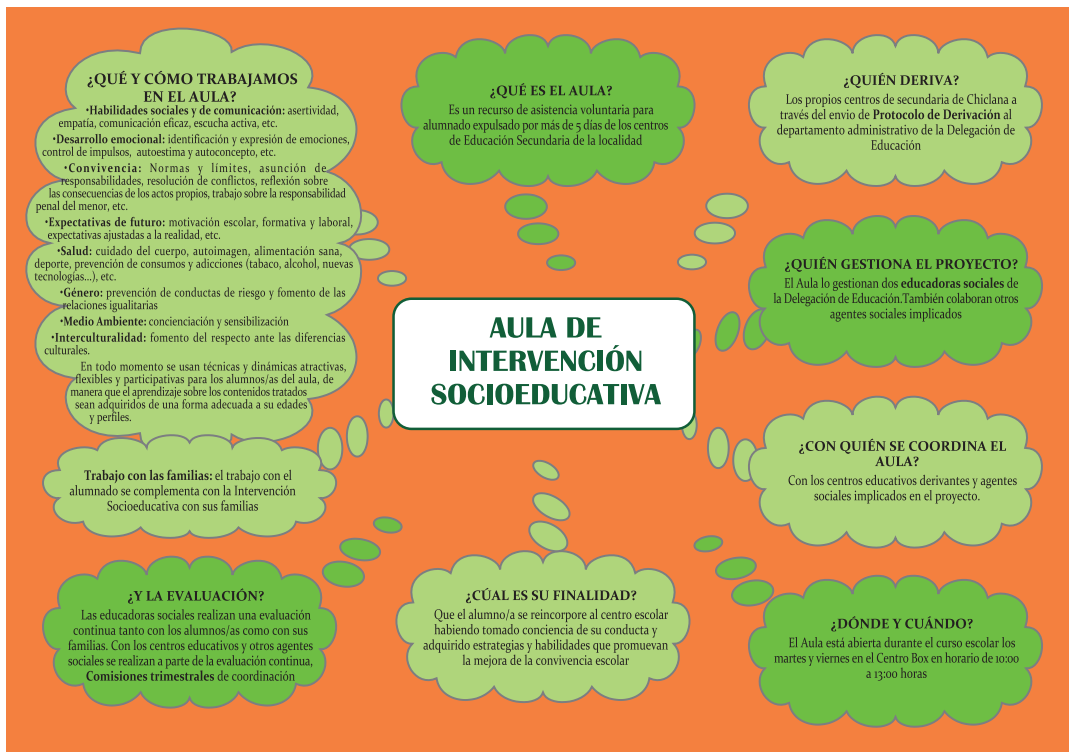 ¿QUÉ Y CÓMO TRABAJAMOS
EN EL AULA?
•Habilidades sociales y de comunicación: asertividad,
empatía, comunicación eficaz, escucha activa, etc.
•Desarrollo emocional: identificación y expresión de emociones,
control de impulsos, autoestima y autoconcepto, etc.
•Convivencia: Normas y límites, asunción de
responsabilidades, resolución de conflictos, reflexión sobre
las consecuencias de los actos propios, trabajo sobre la responsabilidad
penal del menor, etc.
•Expectativas de futuro: motivación escolar, formativa y laboral,
expectativas ajustadas a la realidad, etc.
•Salud: cuidado del cuerpo, autoimagen, alimentación sana,
deporte, prevención de consumos y adicciones (tabaco, alcohol, nuevas
tecnologías...), etc.
•Género: prevención de conductas de riesgo y fomento de las
relaciones igualitarias
•Medio Ambiente: concienciación y sensibilización
•Interculturalidad: fomento del respecto ante las diferencias
culturales.
En todo momento se usan técnicas y dinámicas atractivas,
flexibles y participativas para los alumnos/as del aula, de
manera que el aprendizaje sobre los contenidos tratados
sean adquiridos de una forma adecuada a su edades
y perfiles.
Trabajo con las familias: el trabajo con el
alumnado se complementa con la Intervención
Socioeducativa con sus familias
¿Y LA EVALUACIÓN?
Las educadoras sociales realizan una evaluación
continua tanto con los alumnos/as como con sus
familias. Con los centros educativos y otros agentes
sociales se realizan a parte de la evaluación continua,
Comisiones trimestrales de coordinación
¿QUÉ ES EL AULA?
Es un recurso de asistencia voluntaria para
alumnado expulsado por más de 5 días de los centros
de Educación Secundaria de la localidad
AULA DE
INTERVENCIÓN
SOCIOEDUCATIVA
¿CÚAL ES SU FINALIDAD?
Que el alumno/a se reincorpore al centro escolar
habiendo tomado conciencia de su conducta y
adquirido estrategias y habilidades que promuevan
la mejora de la convivencia escolar
¿QUIÉN DERIVA?
Los propios centros de secundaria de Chiclana a
través del envio de Protocolo de Derivación al
departamento administrativo de la Delegación de
Educación
¿QUIÉN GESTIONA EL PROYECTO?
El Aula lo gestionan dos educadoras sociales de
la Delegación de Educación.También colaboran otros
agentes sociales implicados
¿CON QUIÉN SE COORDINA EL
AULA?
Con los centros educativos derivantes y agentes
sociales implicados en el proyecto.
¿DÓNDE Y CUÁNDO?
El Aula está abierta durante el curso escolar los
martes y viernes en el Centro Box en horario de 10:00
a 13:00 horas